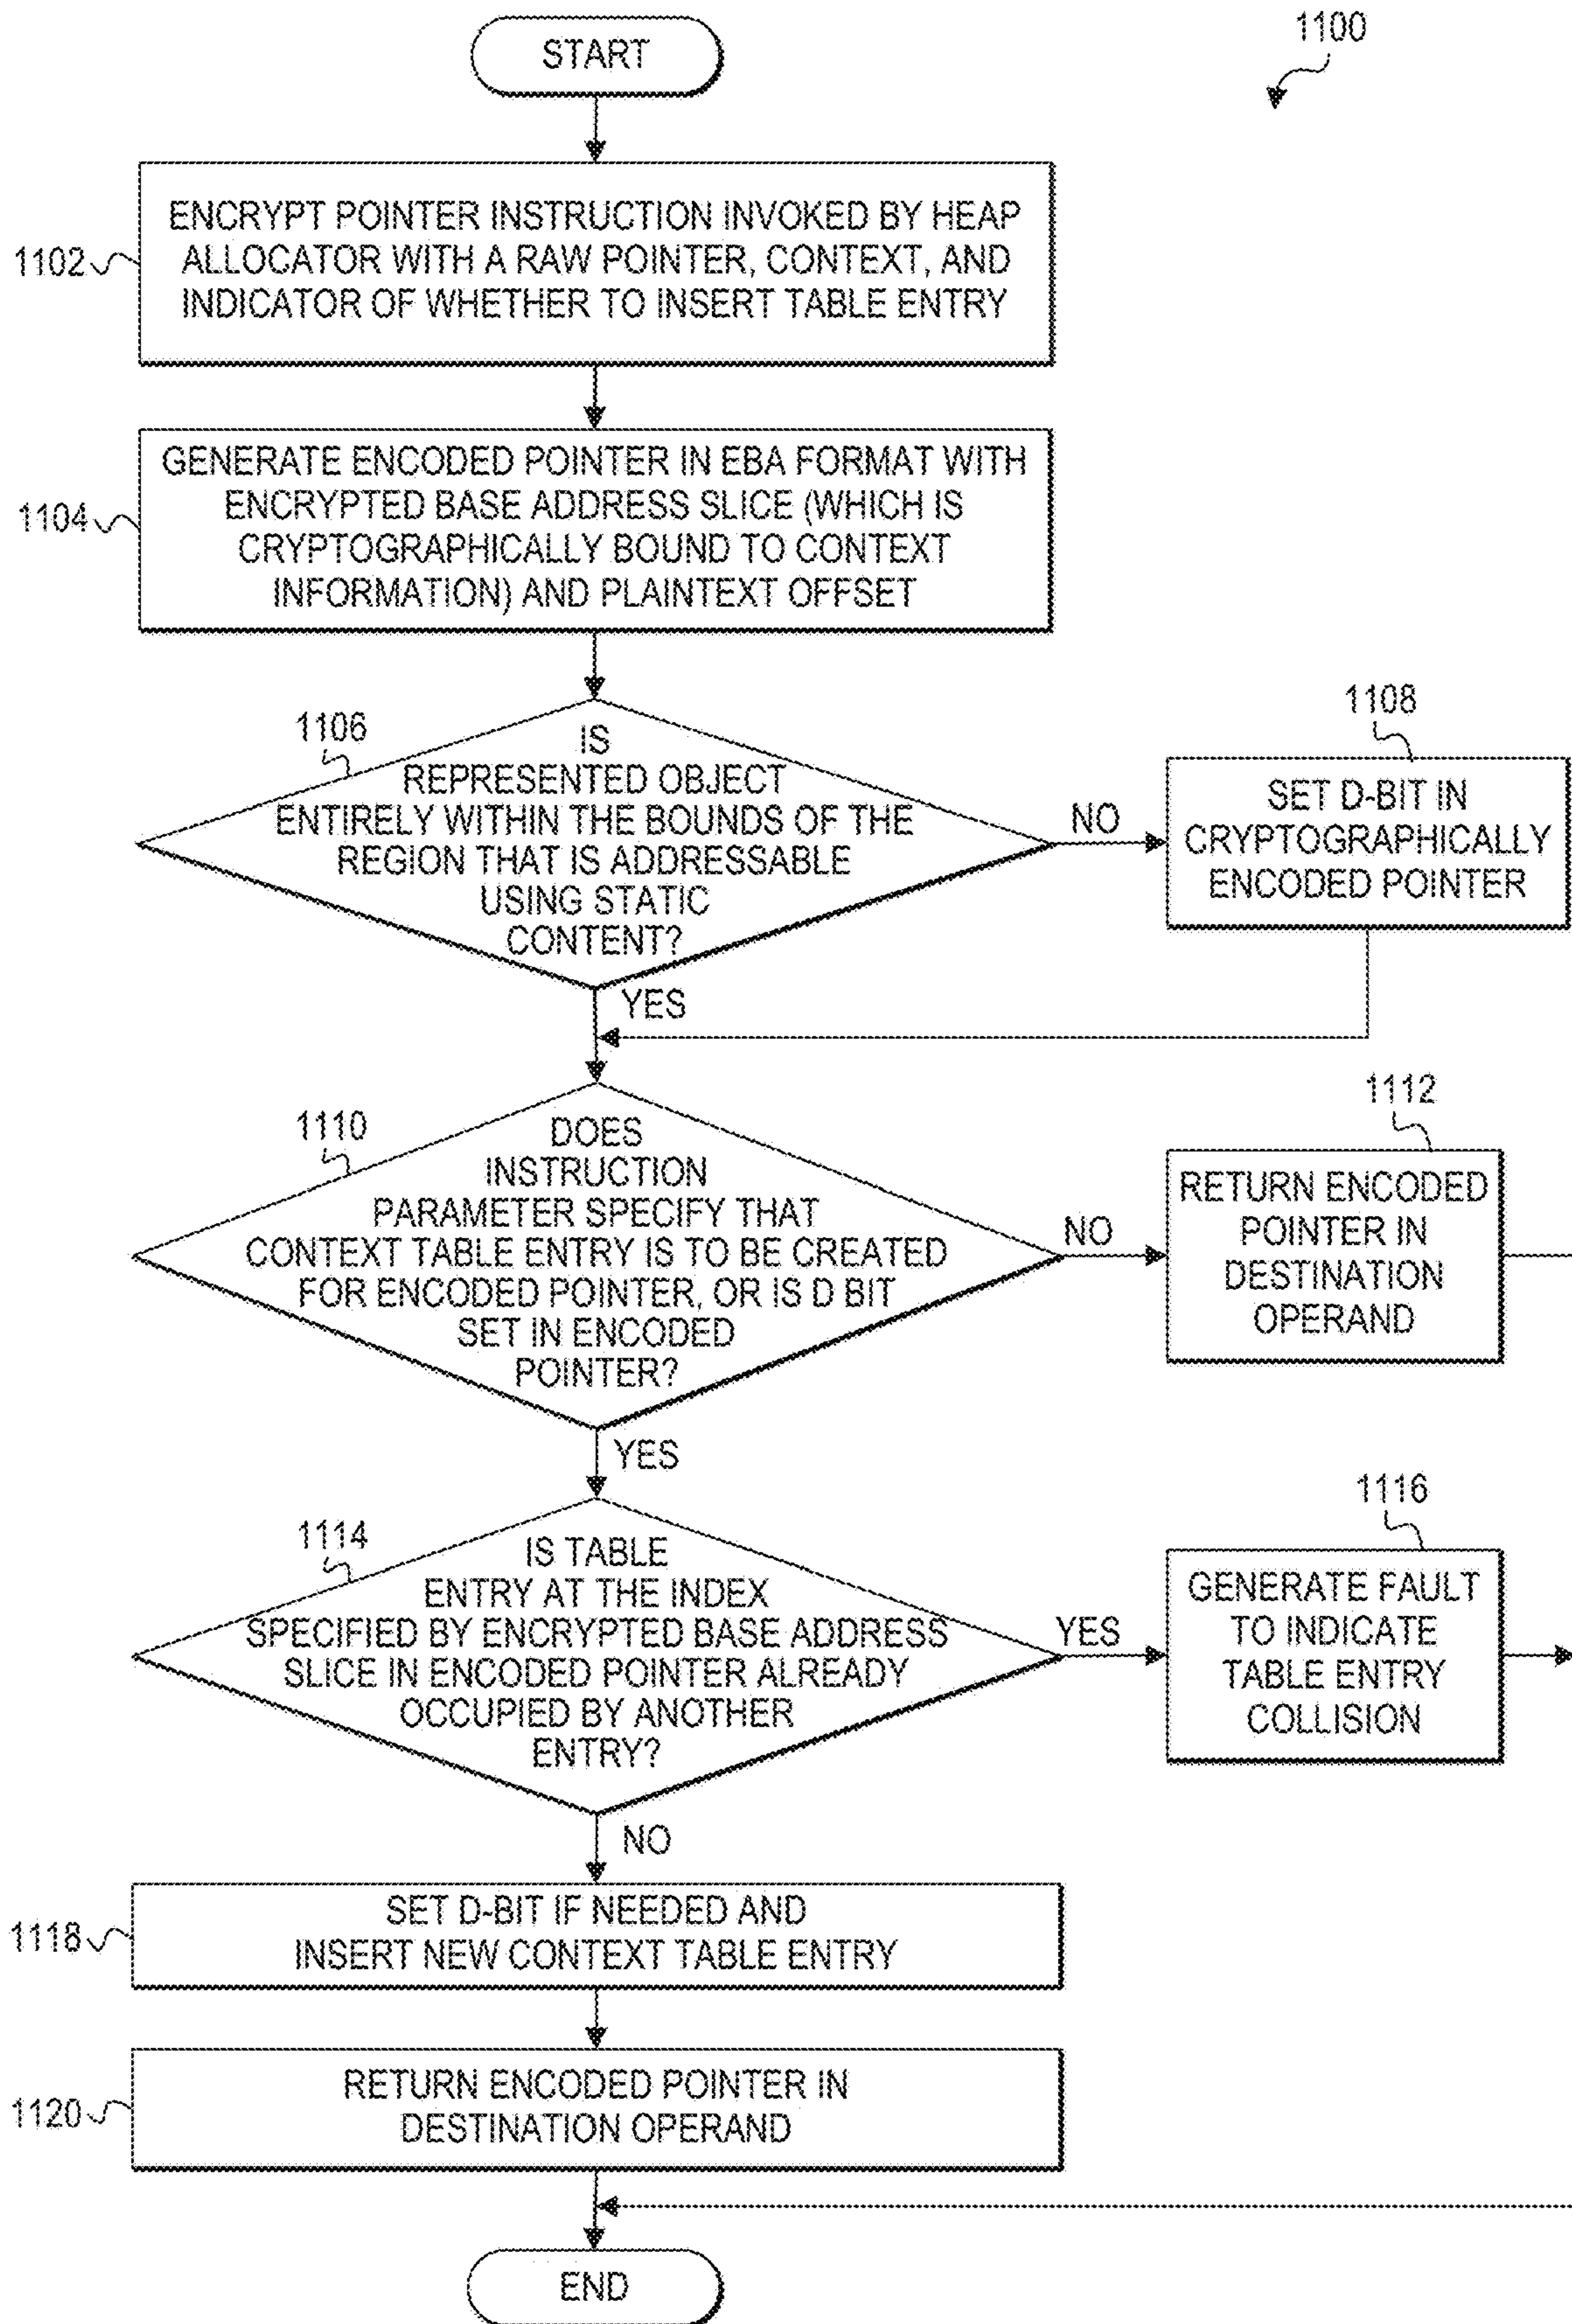 START
1100
1102
ENCRYPT POINTER INSTRUCTION INVOKED BY HEAP
ALLOCATOR WITH A RAW POINTER, CONTEXT, AND
INDICATOR OF WHETHER TO INSERT TABLE ENTRY
1104
GENERATE ENCODED POINTER IN EBA FORMAT WITH
ENCRYPTED BASE ADDRESS SLICE (WHICH IS
CRYPTOGRAPHICALLY BOUND TO CONTEXT
INFORMATION) AND PLAINTEXT OFFSET
1106
IS
REPRESENTED OBJECT
ENTIRELY WITHIN THE BOUNDS OF THE
REGION THAT IS ADDRESSABLE
USING STATIC
CONTENT?
NO
1108
SET D-BIT IN
CRYPTOGRAPHICALLY
ENCODED POINTER
YES
1110
DOES
INSTRUCTION
PARAMETER SPECIFY THAT
CONTEXT TABLE ENTRY IS TO BE CREATED
FOR ENCODED POINTER, OR IS D BIT
SET IN ENCODED
POINTER?
NO
1112
RETURN ENCODED
POINTER IN
DESTINATION
OPERAND
YES
1114
IS TABLE
ENTRY AT THE INDEX
SPECIFIED BY ENCRYPTED BASE ADDRESS
SLICE IN ENCODED POINTER ALREADY
OCCUPIED BY ANOTHER
ENTRY?
YES
1116
GENERATE FAULT
TO INDICATE
TABLE ENTRY
COLLISION
NO
1118
SET D-BIT IF NEEDED AND
INSERT NEW CONTEXT TABLE ENTRY
1120
RETURN ENCODED POINTER IN
DESTINATION OPERAND
END